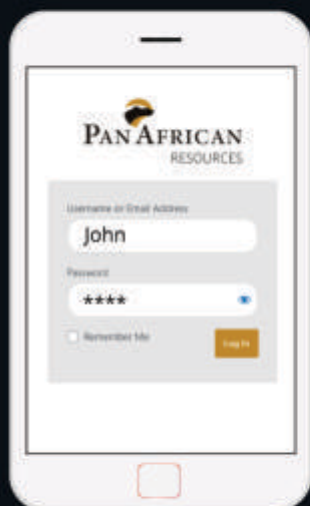 PAN AFRICAN
RESOURCES
Username or Email Address
John
Password
****
Remember Me
Log In